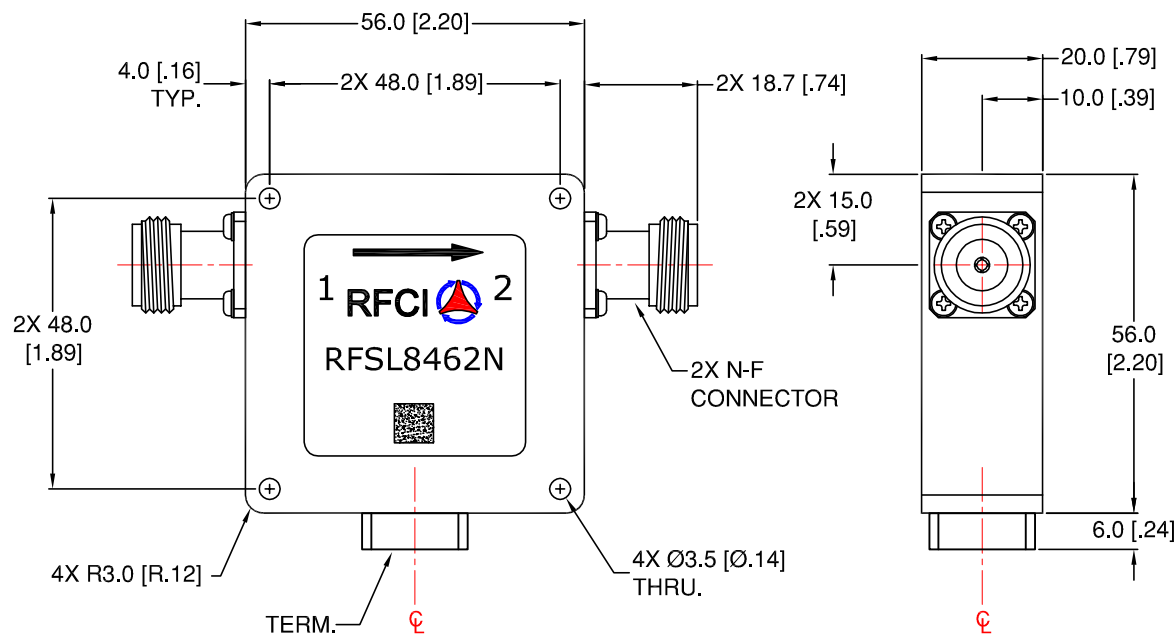 56.0 [2.20]
4.0 [.16]
TYP.
2X 48.0 [1.89]
2X 18.7 [.74]
20.0 [.79]
10.0 [.39]
2X 15.0
[.59]
1
RFCI
2
RFSL8462N
2X 48.0
[1.89]
2X N-F
CONNECTOR
56.0
[2.20]
4X R3.0 [R.12]
TERM.
4X Ø3.5 [Ø.14]
THRU.
6.0 [.24]
℄
℄